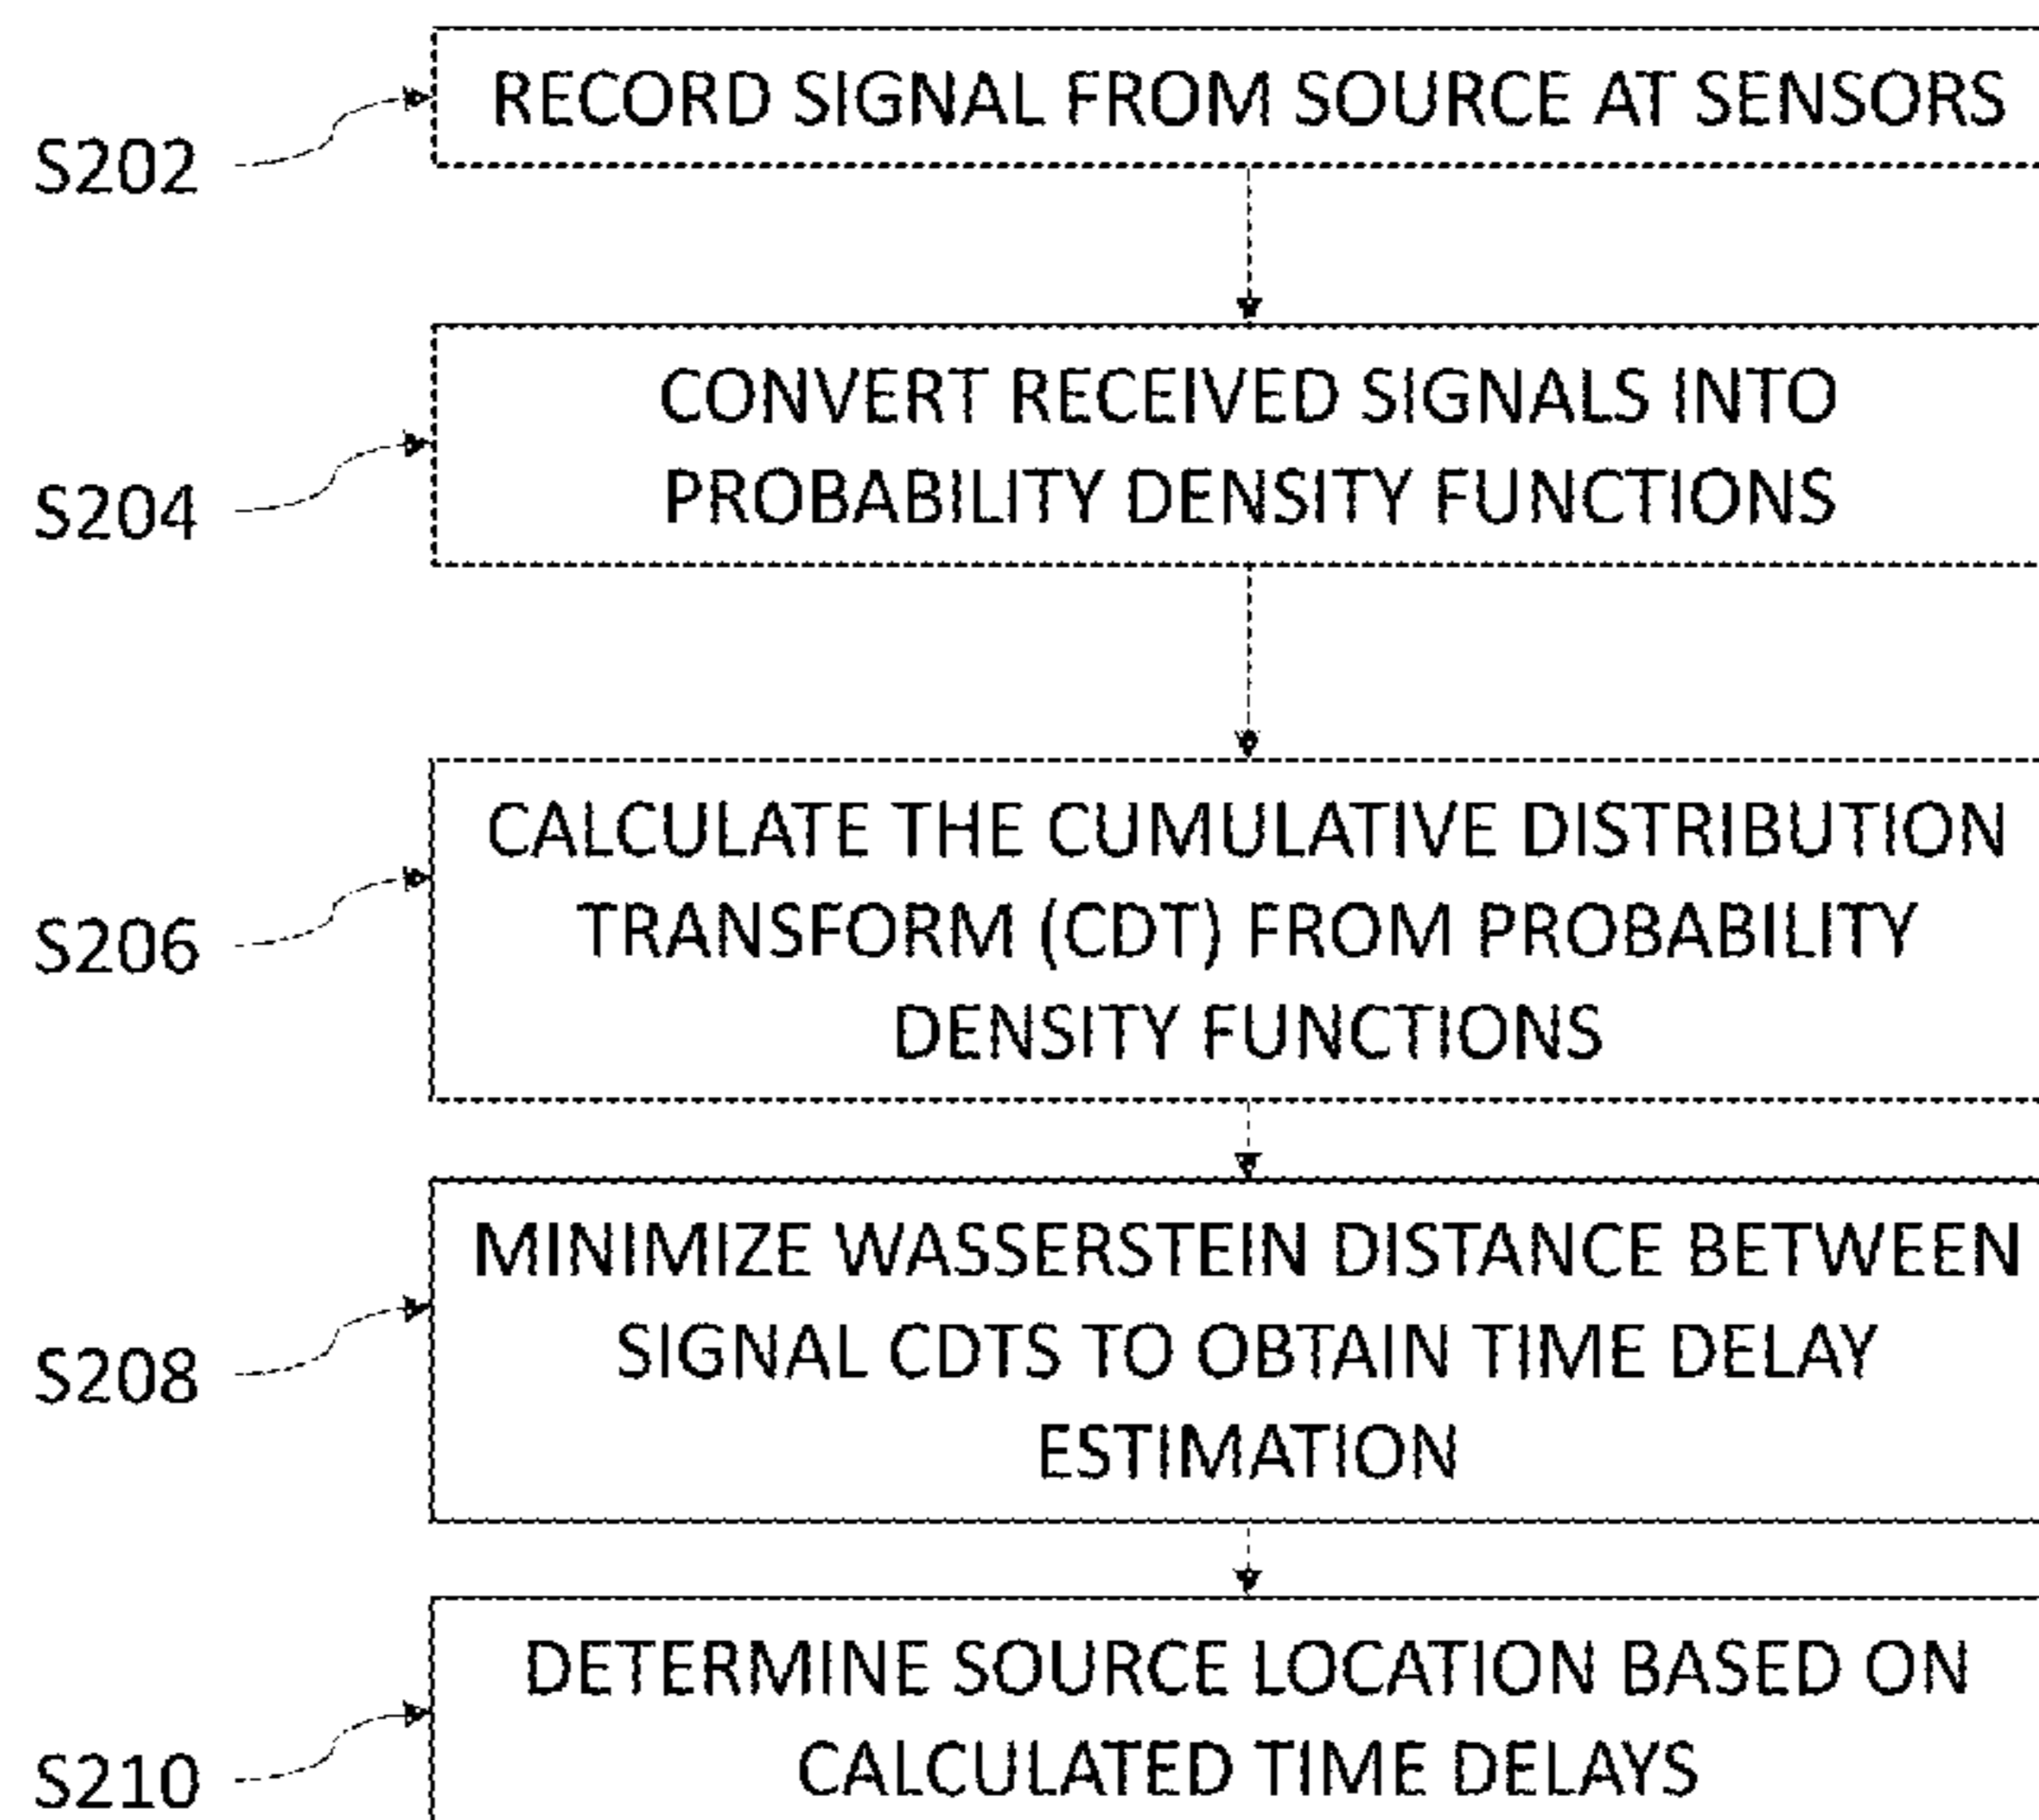 RECORD SIGNAL FROM SOURCE AT SENSORS
S202
CONVERT RECEIVED SIGNALS INTO
PROBABILITY DENSITY FUNCTIONS
S204
CALCULATE THE CUMULATIVE DISTRIBUTION
TRANSFORM (CDT) FROM PROBABILITY
DENSITY FUNCTIONS
S206
MINIMIZE WASSERSTEIN DISTANCE BETWEEN
SIGNAL CDTS TO OBTAIN TIME DELAY
ESTIMATION
S208
DETERMINE SOURCE LOCATION BASED ON
CALCULATED TIME DELAYS
S210